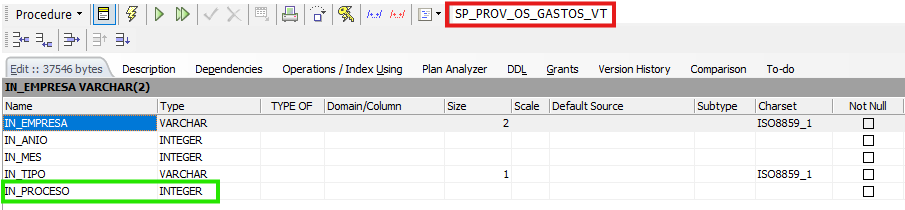 Procedure SP_PROV_OS_GASTOS_VT
Edit :: 37546 bytes Description Dependencies Operations / Index Using Plan Analyzer DDL Grants Version History Comparison To-do
IN_EMPRESA VARCHAR(2)
Name Type TYPE OF Domain/Column Size Scale Default Source Subtype Charset Not Null
IN_EMPRESA VARCHAR 2 ISO8859_1
IN_ANIO INTEGER
IN_MES INTEGER
IN_TIPO VARCHAR 1 ISO8859_1
IN_PROCESO INTEGER